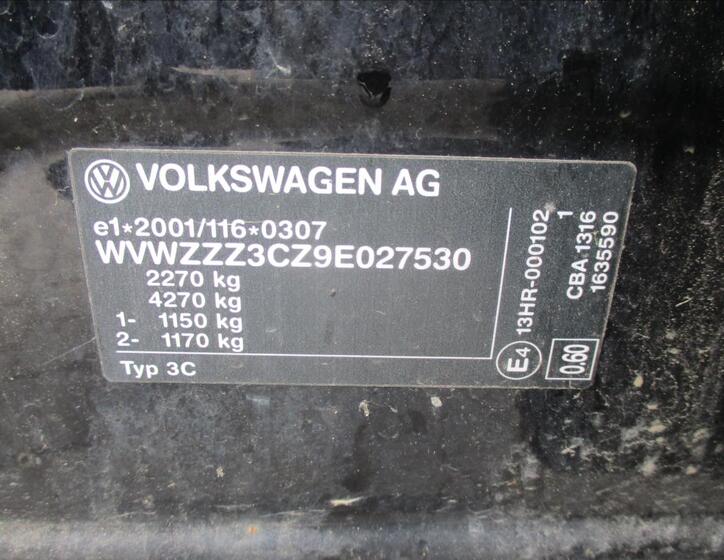 VOLKSWAGEN AG
e1*2001/116*0307
WVWZZZ3CZ9E027530
2270 kg
4270 kg
1- 1150 kg
2- 1170 kg
Typ 3C
E4 13HR-000102
1
CBA 1316
1635590
0.60